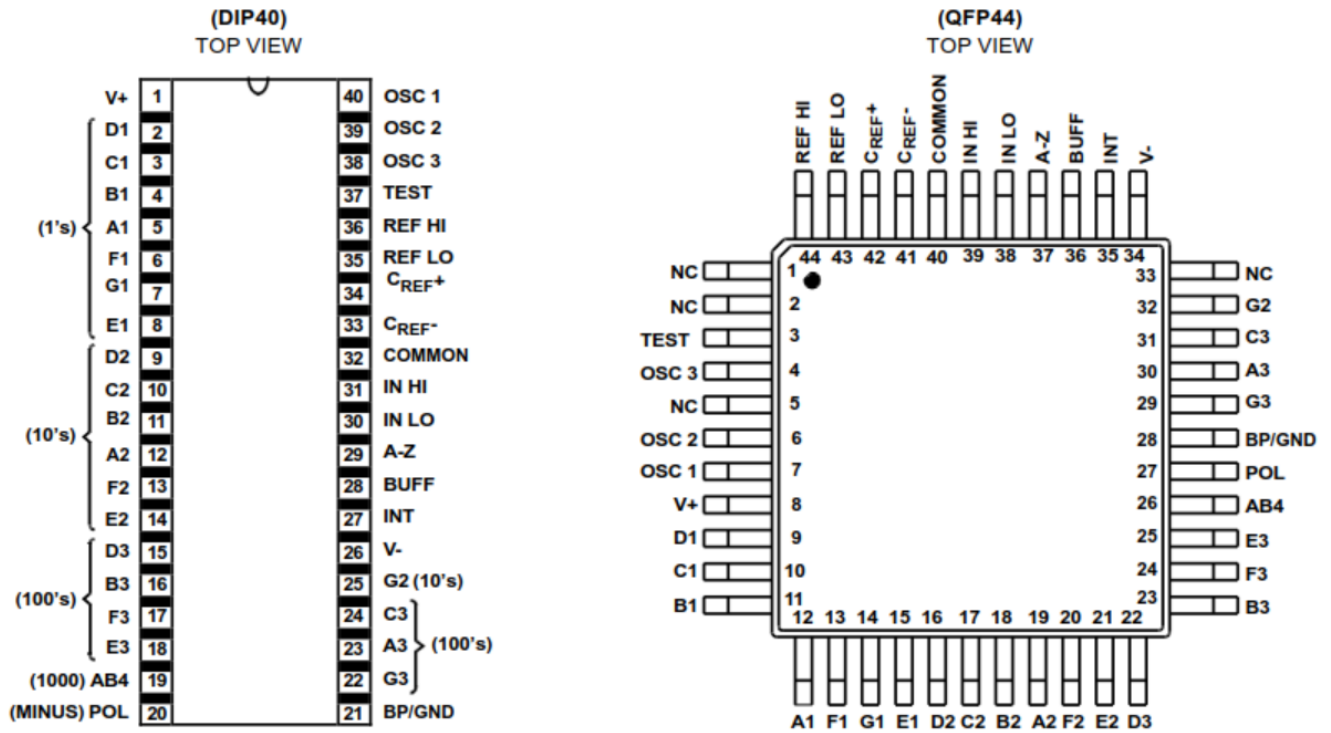 (DIP40)
TOP VIEW
V+ 1 40 OSC 1
D1 2 39 OSC 2
C1 3 38 OSC 3
B1 4 37 TEST
(1's) A1 5 36 REF HI
F1 6 35 REF LO
G1 7 34 CREF+
E1 8 33 CREF-
D2 9 32 COMMON
C2 10 31 IN HI
B2 11 30 IN LO
(10's) A2 12 29 A-Z
F2 13 28 BUFF
E2 14 27 INT
D3 15 26 V-
(100's) B3 16 25 G2 (10's)
F3 17 24 C3
E3 18 23 A3 (100's)
(1000) AB4 19 22 G3
(MINUS) POL 20 21 BP/GND
(QFP44)
TOP VIEW
REF HI REF LO CREF+ CREF- COMMON IN HI IN LO A-Z BUFF INT V-
44 43 42 41 40 39 38 37 36 35 34
NC 1 33 NC
NC 2 32 G2
TEST 3 31 C3
OSC 3 4 30 A3
NC 5 29 G3
OSC 2 6 28 BP/GND
OSC 1 7 27 POL
V+ 8 26 AB4
D1 9 25 E3
C1 10 24 F3
B1 11 23 B3
12 13 14 15 16 17 18 19 20 21 22
A1 F1 G1 E1 D2 C2 B2 A2 F2 E2 D3